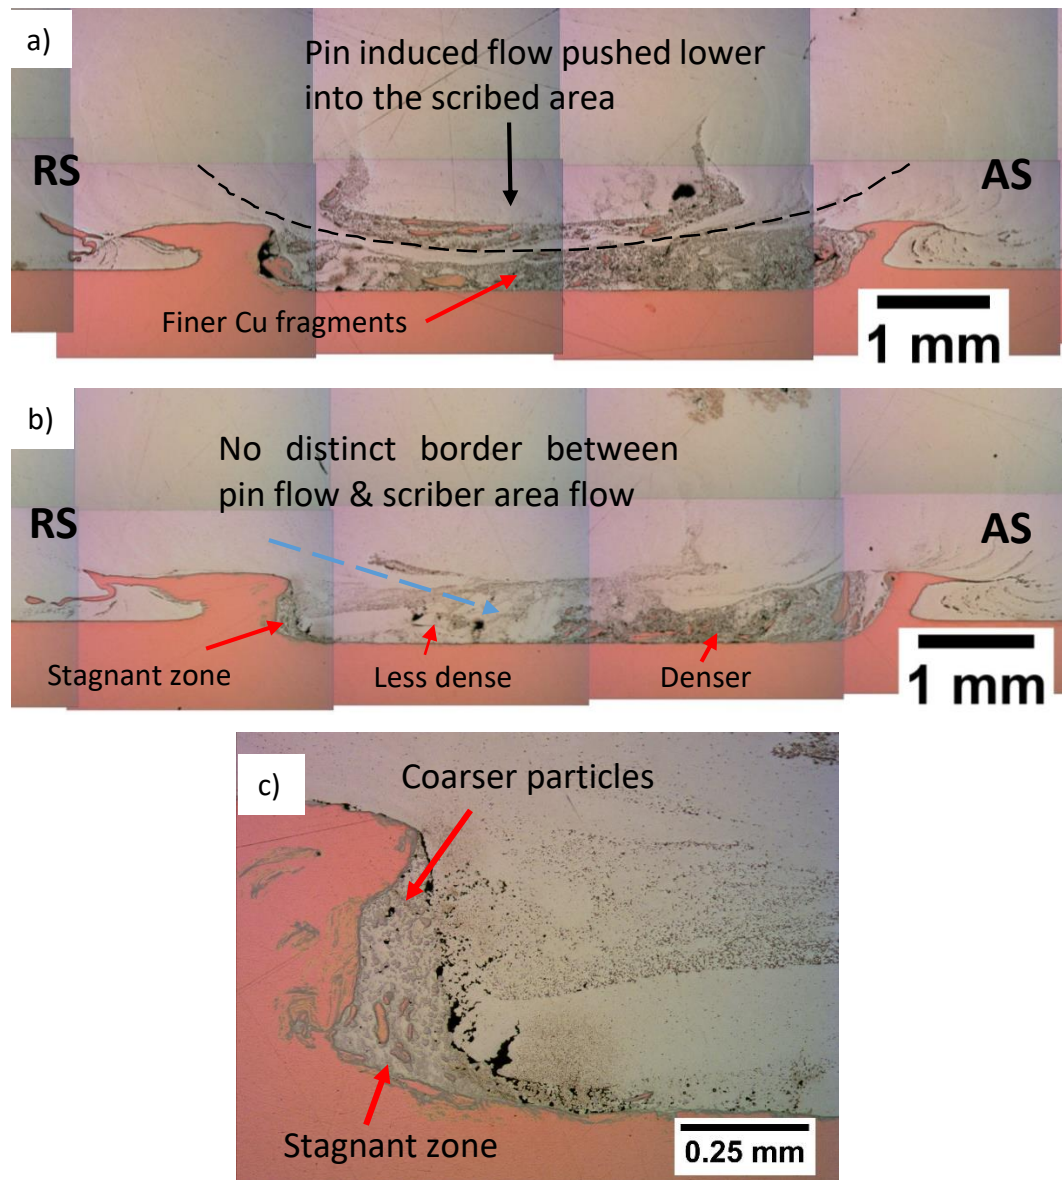 a)
Pin induced flow pushed lower
into the scribed area
RS
AS
Finer Cu fragments
1 mm
b)
No distinct border between
pin flow & scriber area flow
RS
AS
Stagnant zone
Less dense
Denser
1 mm
c)
Coarser particles
Stagnant zone
0.25 mm